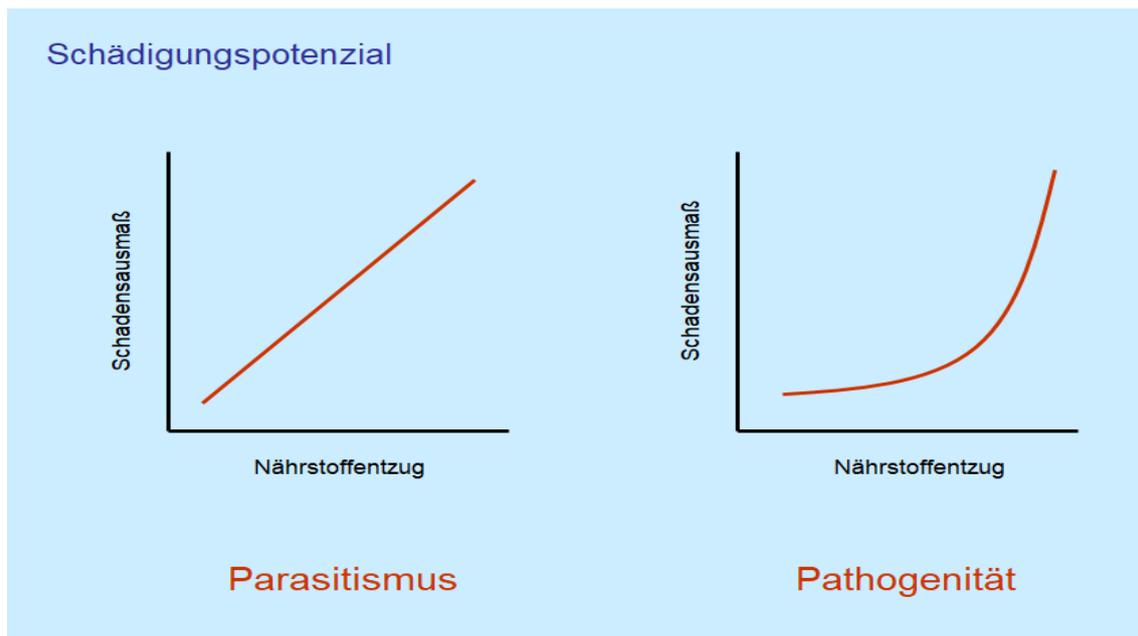 Schädigungspotenzial
Schadensausmaß
Nährstoffentzug
Parasitismus
Schadensausmaß
Nährstoffentzug
Pathogenität